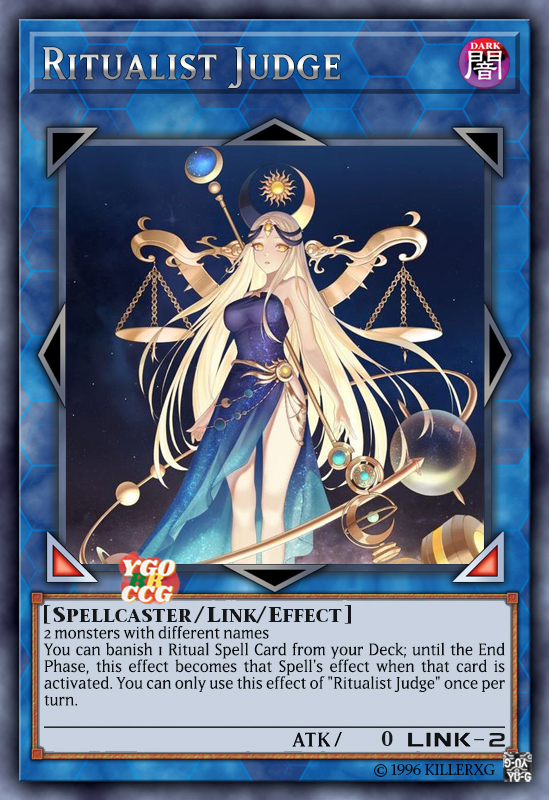 RITUALIST JUDGE
DARK
闇
YGO
BR
CCG
[SPELLCASTER/LINK/EFFECT]
2 monsters with different names
You can banish 1 Ritual Spell Card from your Deck; until the End
Phase, this effect becomes that Spell's effect when that card is
activated. You can only use this effect of "Ritualist Judge" once per
turn.
ATK/ 0 LINK-2
© 1996 KILLERXG